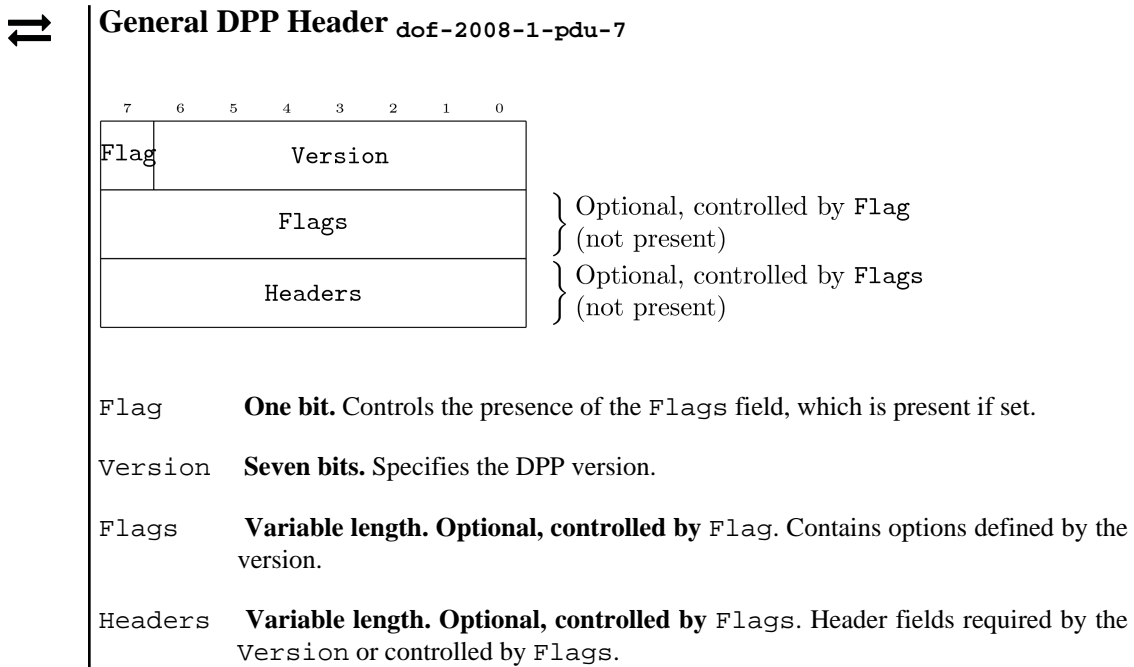 General DPP Header dof-2008-1-pdu-7
7 6 5 4 3 2 1 0
Flag Version
Flags
Optional, controlled by Flag
(not present)
Headers
Optional, controlled by Flags
(not present)
Flag One bit. Controls the presence of the Flags field, which is present if set.
Version Seven bits. Specifies the DPP version.
Flags Variable length. Optional, controlled by Flag. Contains options defined by the
version.
Headers Variable length. Optional, controlled by Flags. Header fields required by the
Version or controlled by Flags.